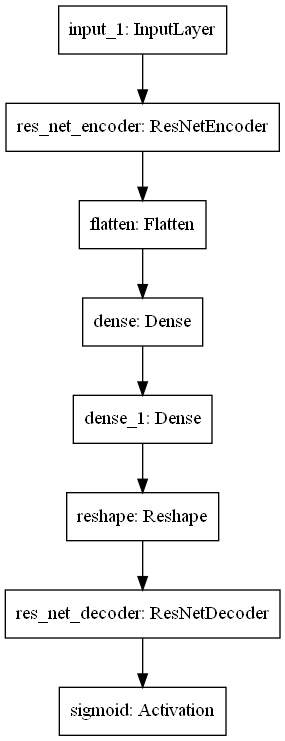 input_1: InputLayer
res_net_encoder: ResNetEncoder
flatten: Flatten
dense: Dense
dense_1: Dense
reshape: Reshape
res_net_decoder: ResNetDecoder
sigmoid: Activation